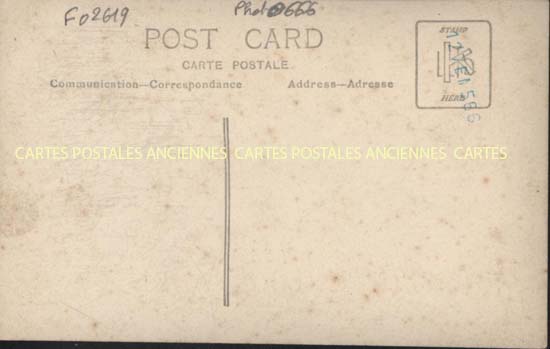 F02619
Phot 0666
POST CARD
CARTE POSTALE
Communication—Correspondance
Address—Adresse
STAMP
HERE
CARTES POSTALES ANCIENNES CARTES POSTALES ANCIENNES CARTES